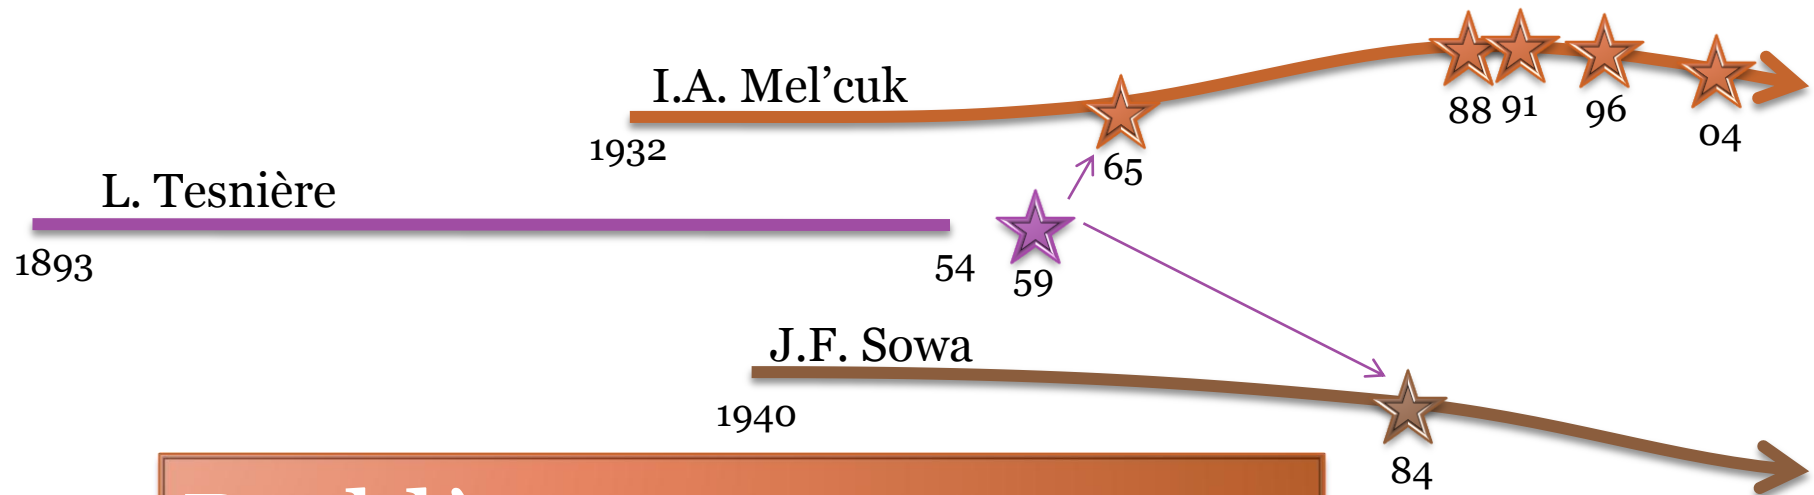 I.A. Mel’cuk
1932
65
88 91 96 04
L. Tesnière
1893
54
59
J.F. Sowa
1940
84